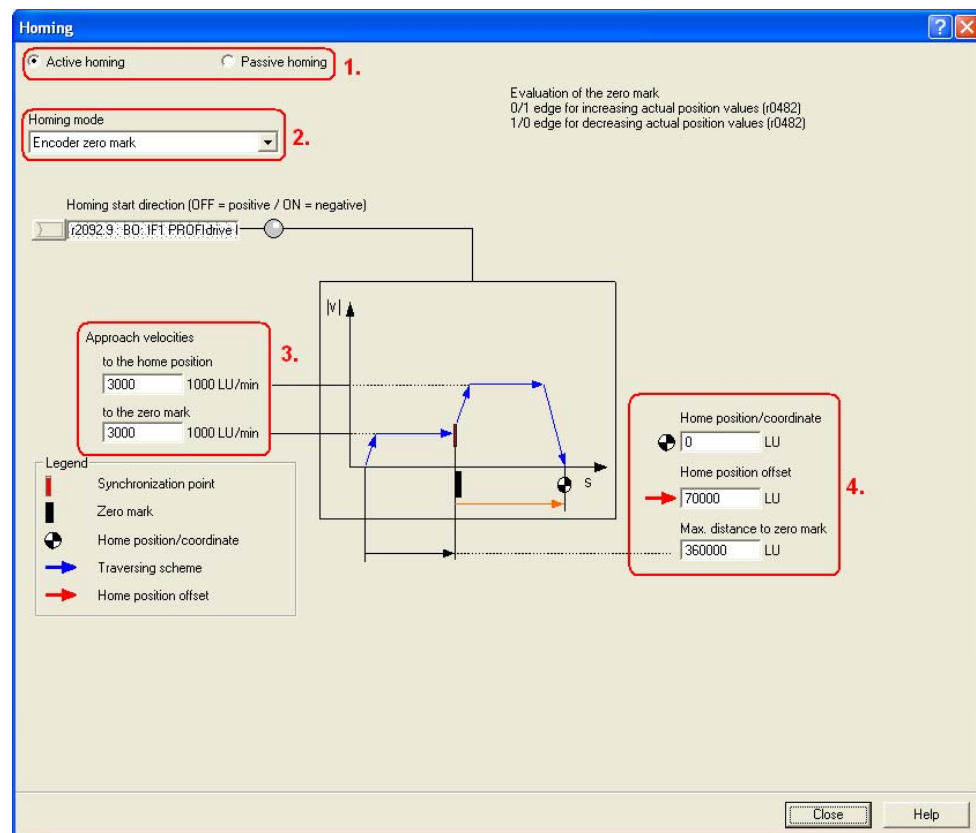 Homing
Active homing
Passive homing
1.
Evaluation of the zero mark
0/1 edge for increasing actual position values (r0482)
1/0 edge for decreasing actual position values (r0482)
Homing mode
Encoder zero mark
2.
Homing start direction (OFF = positive / ON = negative)
r2092.9 : BO: IF1 PROFIdrive I
|v|
Approach velocities
3.
to the home position
3000 1000 LU/min
to the zero mark
3000 1000 LU/min
s
Home position/coordinate
0 LU
Home position offset
70000 LU
4.
Max. distance to zero mark
360000 LU
Legend
Synchronization point
Zero mark
Home position/coordinate
Traversing scheme
Home position offset
Close
Help